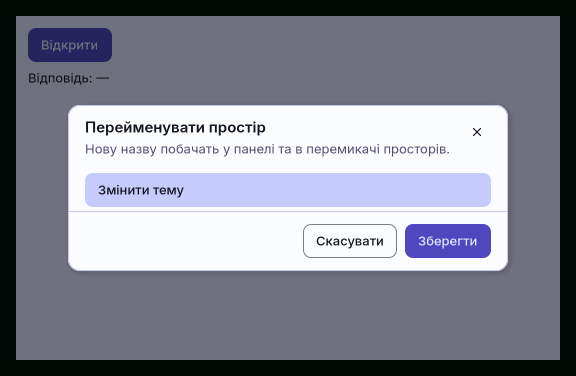 Відкрити
Відповідь: —
Перейменувати простір
Нову назву побачать у панелі та в перемикачі просторів.
Змінити тему
Скасувати
Зберегти